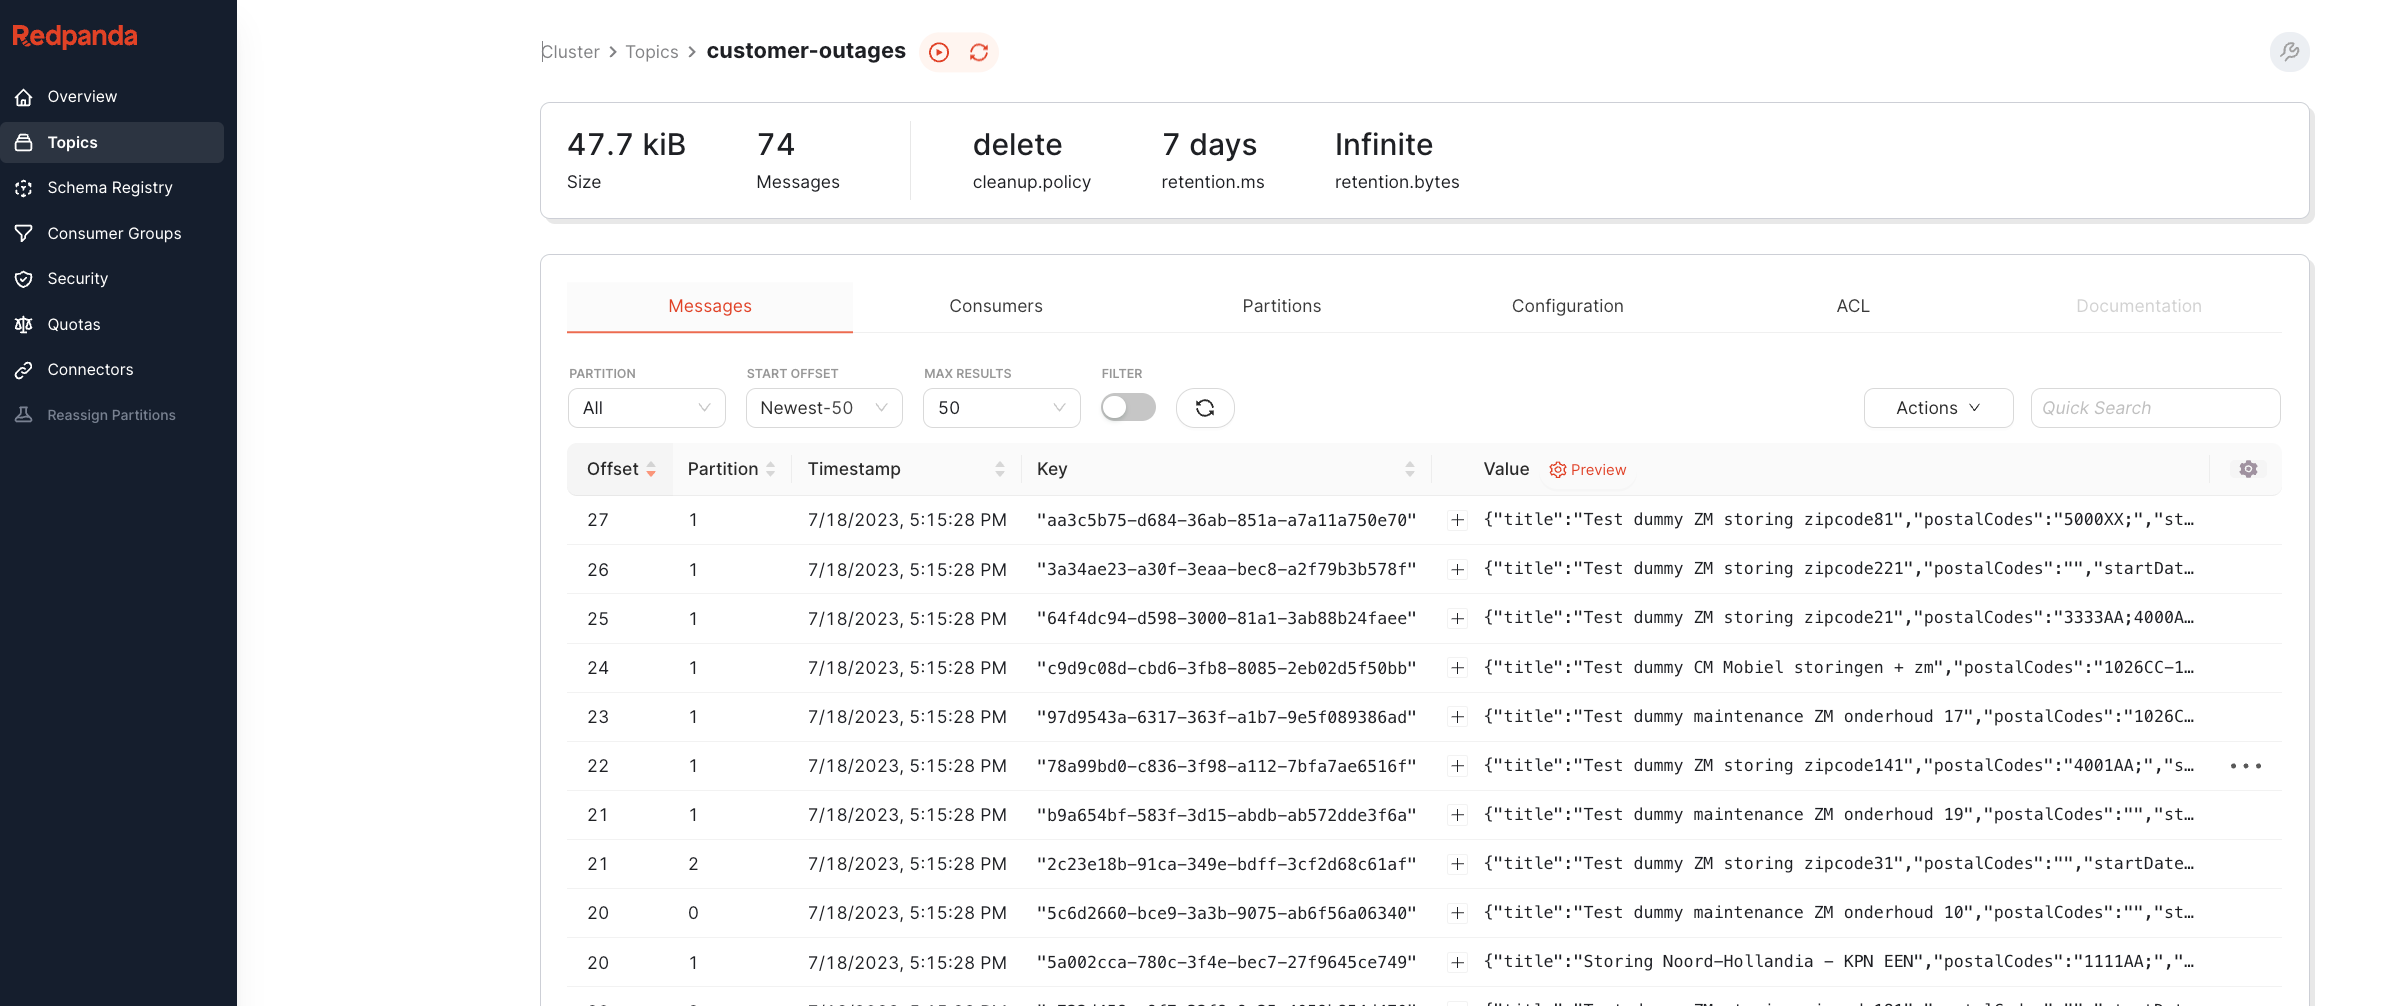 Redpanda
Overview
Topics
Schema Registry
Consumer Groups
Security
Quotas
Connectors
Reassign Partitions
Cluster > Topics > customer-outages
47.7 kiB 74 delete 7 days Infinite
Size Messages cleanup.policy retention.ms retention.bytes
Messages Consumers Partitions Configuration ACL Documentation
PARTITION START OFFSET MAX RESULTS FILTER
All Newest-50 50 Actions Quick Search
Offset Partition Timestamp Key Value Preview
27 1 7/18/2023, 5:15:28 PM "aa3c5b75-d684-36ab-851a-a7a11a750e70" {"title":"Test dummy ZM storing zipcode81","postalCodes":"5000XX;","st…
26 1 7/18/2023, 5:15:28 PM "3a34ae23-a30f-3eaa-bec8-a2f79b3b578f" {"title":"Test dummy ZM storing zipcode221","postalCodes":"","startDat…
25 1 7/18/2023, 5:15:28 PM "64f4dc94-d598-3000-81a1-3ab88b24faee" {"title":"Test dummy ZM storing zipcode21","postalCodes":"3333AA;4000A…
24 1 7/18/2023, 5:15:28 PM "c9d9c08d-cbd6-3fb8-8085-2eb02d5f50bb" {"title":"Test dummy CM Mobiel storingen + zm","postalCodes":"1026CC-1…
23 1 7/18/2023, 5:15:28 PM "97d9543a-6317-363f-a1b7-9e5f089386ad" {"title":"Test dummy maintenance ZM onderhoud 17","postalCodes":"1026C…
22 1 7/18/2023, 5:15:28 PM "78a99bd0-c836-3f98-a112-7bfa7ae6516f" {"title":"Test dummy ZM storing zipcode141","postalCodes":"4001AA;","s…
21 1 7/18/2023, 5:15:28 PM "b9a654bf-583f-3d15-abdb-ab572dde3f6a" {"title":"Test dummy maintenance ZM onderhoud 19","postalCodes":"","st…
21 2 7/18/2023, 5:15:28 PM "2c23e18b-91ca-349e-bdff-3cf2d68c61af" {"title":"Test dummy ZM storing zipcode31","postalCodes":"","startDate…
20 0 7/18/2023, 5:15:28 PM "5c6d2660-bce9-3a3b-9075-ab6f56a06340" {"title":"Test dummy maintenance ZM onderhoud 10","postalCodes":"","st…
20 1 7/18/2023, 5:15:28 PM "5a002cca-780c-3f4e-bec7-27f9645ce749" {"title":"Storing Noord-Hollandia – KPN EEN","postalCodes":"1111AA;","…